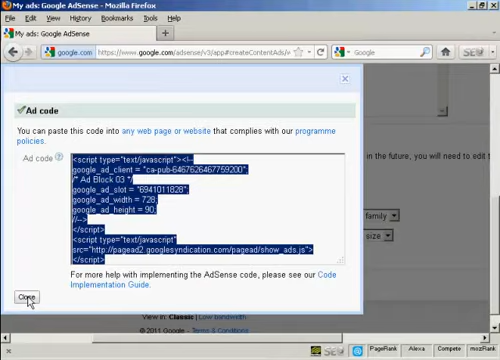 My ads: Google AdSense - Mozilla Firefox
File Edit View History Bookmarks Tools Help
My ads: Google AdSense
google.com https://www.google.com/adsense/v3/app#createContentAds/ Google
Ad code
You can paste this code into any web page or website that complies with our programme
policies.
Ad code
<script type="text/javascript"><!--
google_ad_client = "ca-pub-6467626467759200";
/* Ad Block 03 */
google_ad_slot = "6941011828";
google_ad_width = 728;
google_ad_height = 90;
//-->
</script>
<script type="text/javascript"
src="http://pagead2.googlesyndication.com/pagead/show_ads.js">
</script>
in the future, you will need to
family
size
For more help with implementing the AdSense code, please see our Code
Implementation Guide.
Close
View in: Classic | Low bandwidth
© 2011 Google - Terms & Conditions
PageRank Alexa Compete mozRank